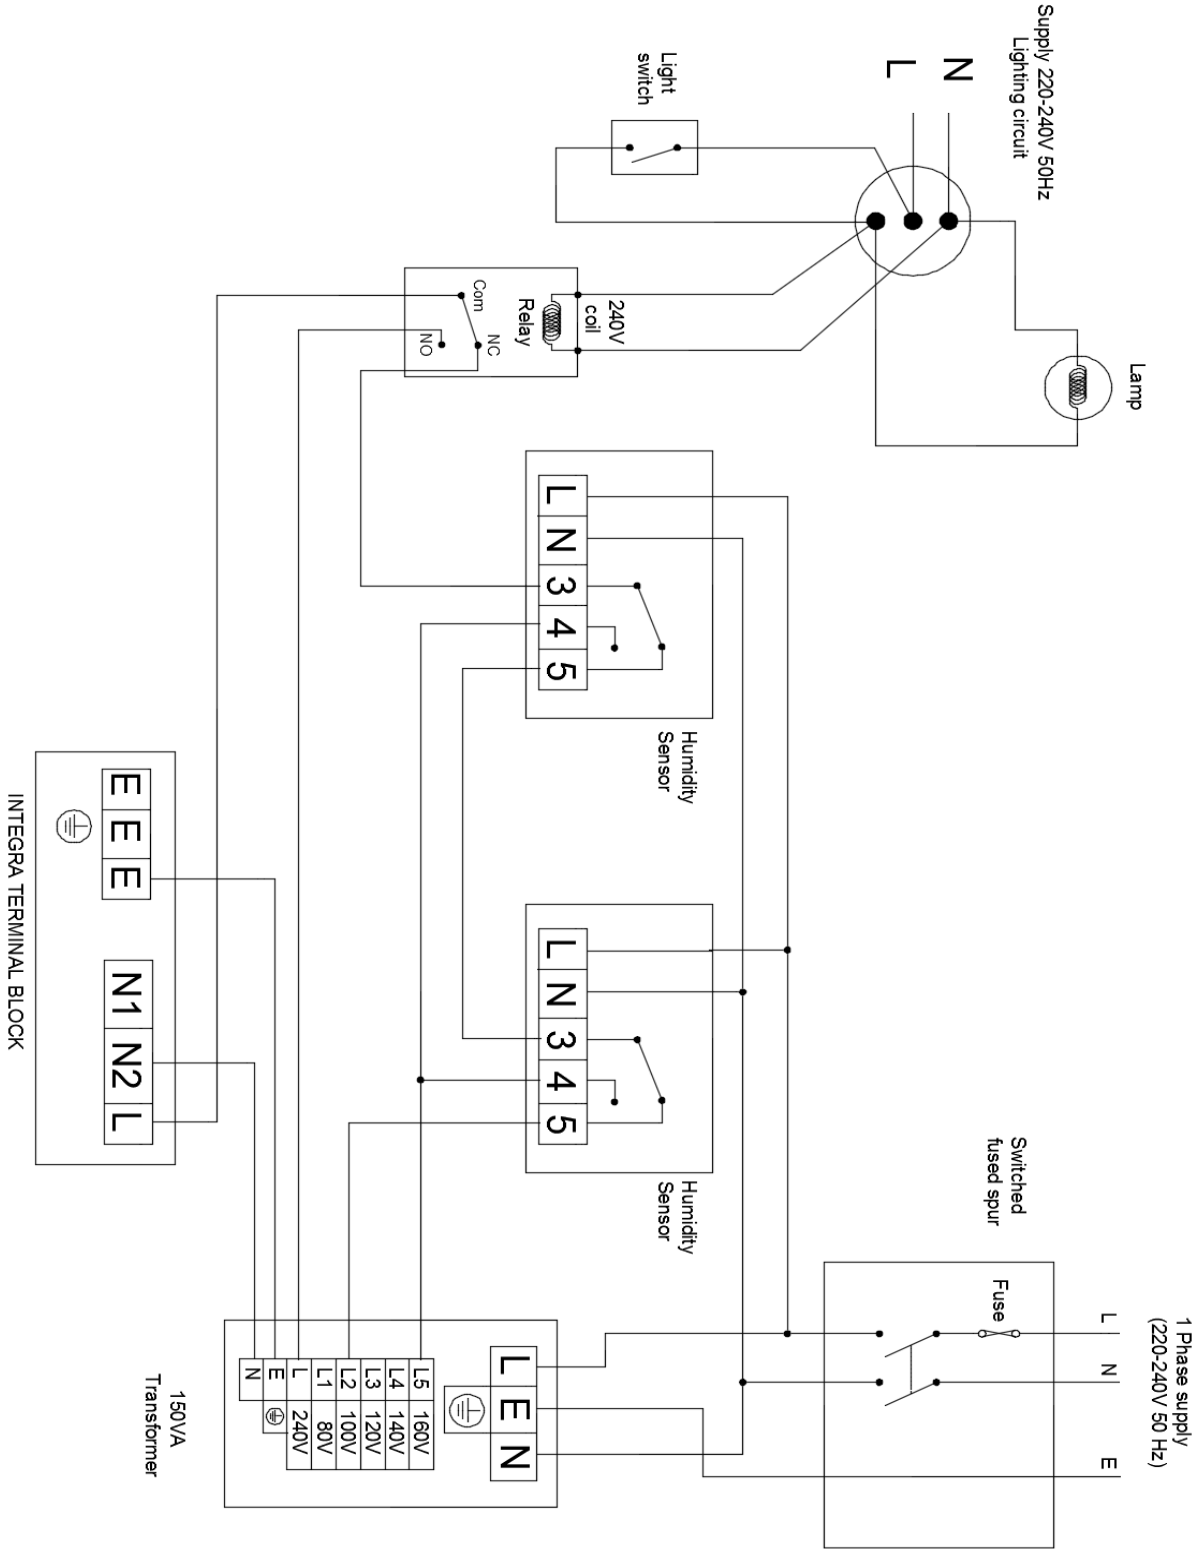 Supply 220-240V 50Hz
Lighting circuit
N
L
Light
switch
Lamp
240V
coil
Relay
Com
NC
NO
L
N
3
4
5
Humidity
Sensor
L
N
3
4
5
Humidity
Sensor
Switched
fused spur
Fuse
1 Phase supply
(220-240V 50 Hz)
L
N
E
L
E
N
L5 160V
L4 140V
L3 120V
L2 100V
L1 80V
L 240V
E
N
150VA
Transformer
E
E
E
N1
N2
L
INTEGRA TERMINAL BLOCK